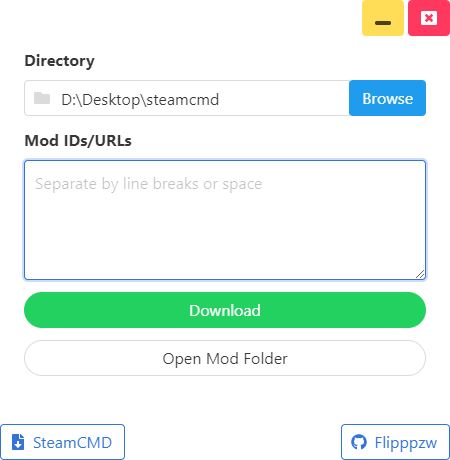 Directory
D:\Desktop\steamcmd
Browse
Mod IDs/URLs
Separate by line breaks or space
Download
Open Mod Folder
SteamCMD
Flipppzw